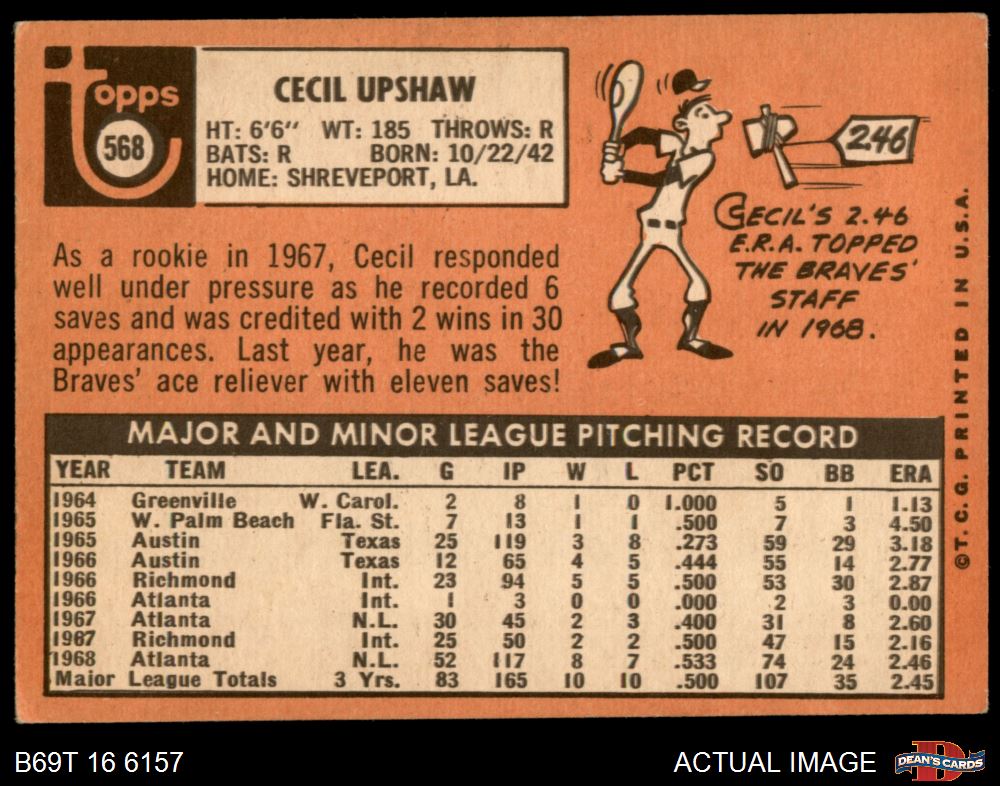 Topps
568
CECIL UPSHAW
HT: 6'6" WT: 185 THROWS: R
BATS: R BORN: 10/22/42
HOME: SHREVEPORT, LA.
As a rookie in 1967, Cecil responded
well under pressure as he recorded 6
saves and was credited with 2 wins in 30
appearances. Last year, he was the
Braves' ace reliever with eleven saves!
2.46
CECIL'S 2.46
E.R.A. TOPPED
THE BRAVES'
STAFF
IN 1968.
MAJOR AND MINOR LEAGUE PITCHING RECORD
YEAR TEAM LEA. G IP W L PCT SO BB ERA
1964 Greenville W. Carol. 2 8 1 0 1.000 5 1 1.13
1965 W. Palm Beach Fla. St. 7 13 1 1 .500 7 3 4.50
1965 Austin Texas 25 119 3 8 .273 59 29 3.18
1966 Austin Texas 12 65 4 5 .444 55 14 2.77
1966 Richmond Int. 23 94 5 5 .500 53 30 2.87
1966 Atlanta Int. 1 3 0 0 .000 2 3 0.00
1967 Atlanta N.L. 30 45 2 3 .400 31 8 2.60
1967 Richmond Int. 25 50 2 2 .500 47 15 2.16
1968 Atlanta N.L. 52 117 8 7 .533 74 24 2.46
Major League Totals 3 Yrs. 83 165 10 10 .500 107 35 2.45
©T. C. G. PRINTED IN U.S.A.
B69T 16 6157
ACTUAL IMAGE
D
DEAN'S CARDS